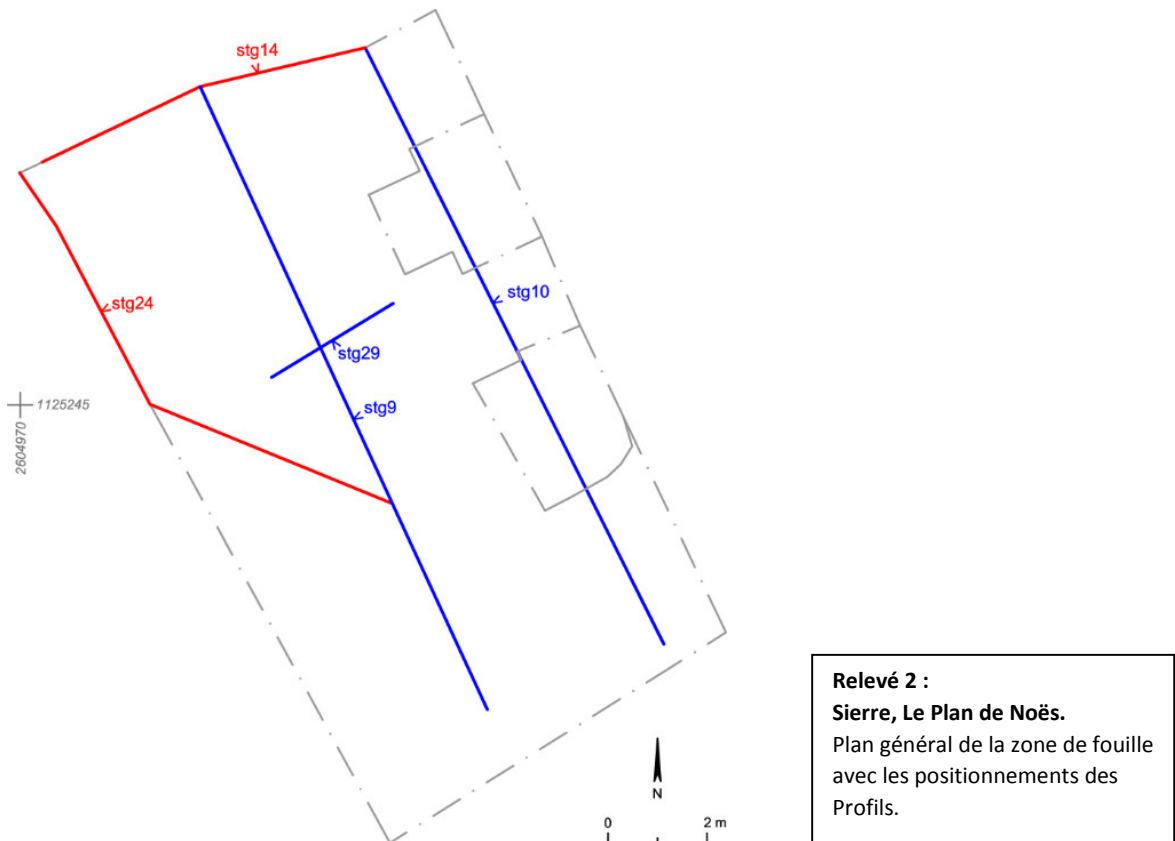 stg14
stg24
stg10
stg29
stg9
1125245
2604970
N
0 2 m
Relevé 2 :
Sierre, Le Plan de Noës.
Plan général de la zone de fouille
avec les positionnements des
Profils.